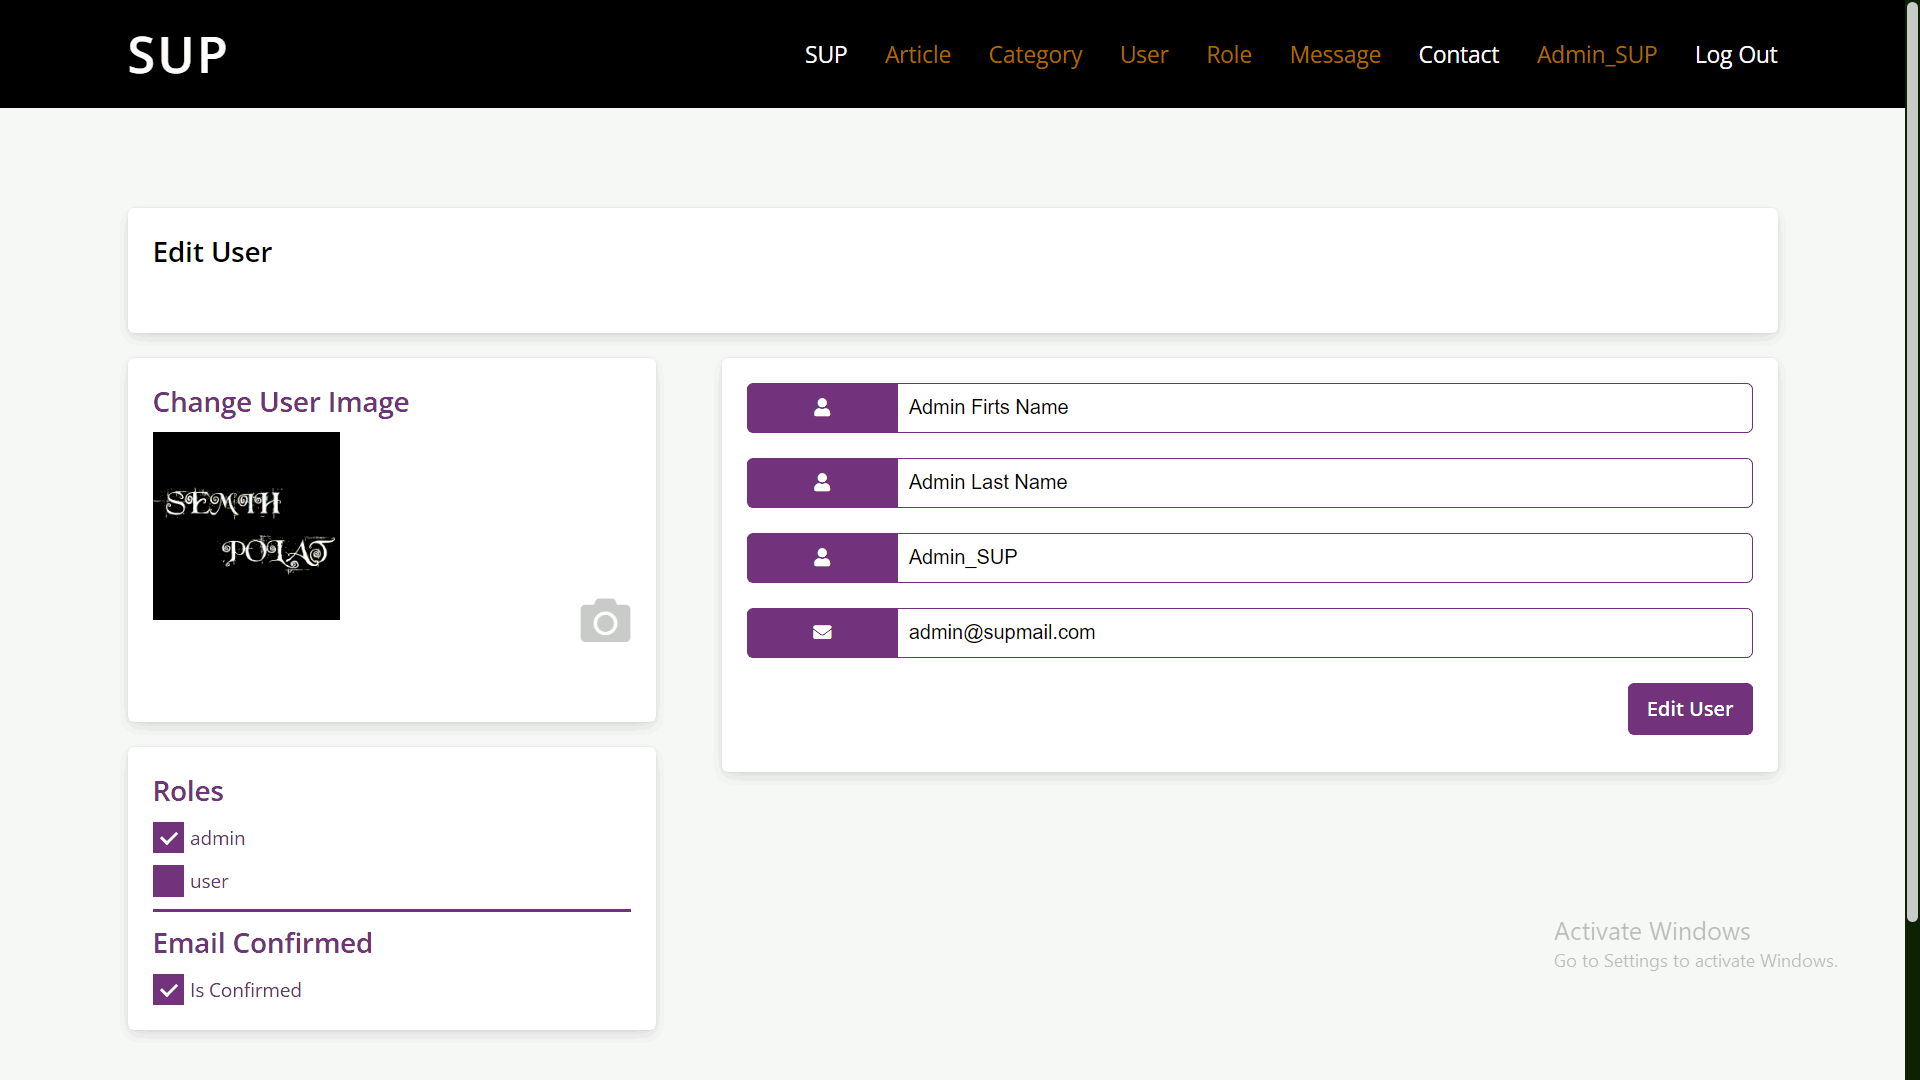 SUP
SUP Article Category User Role Message Contact Admin_SUP Log Out
Edit User
Change User Image
SEMIH
POLAT
Admin Firts Name
Admin Last Name
Admin_SUP
admin@supmail.com
Edit User
Roles
admin
user
Email Confirmed
Is Confirmed
Activate Windows
Go to Settings to activate Windows.